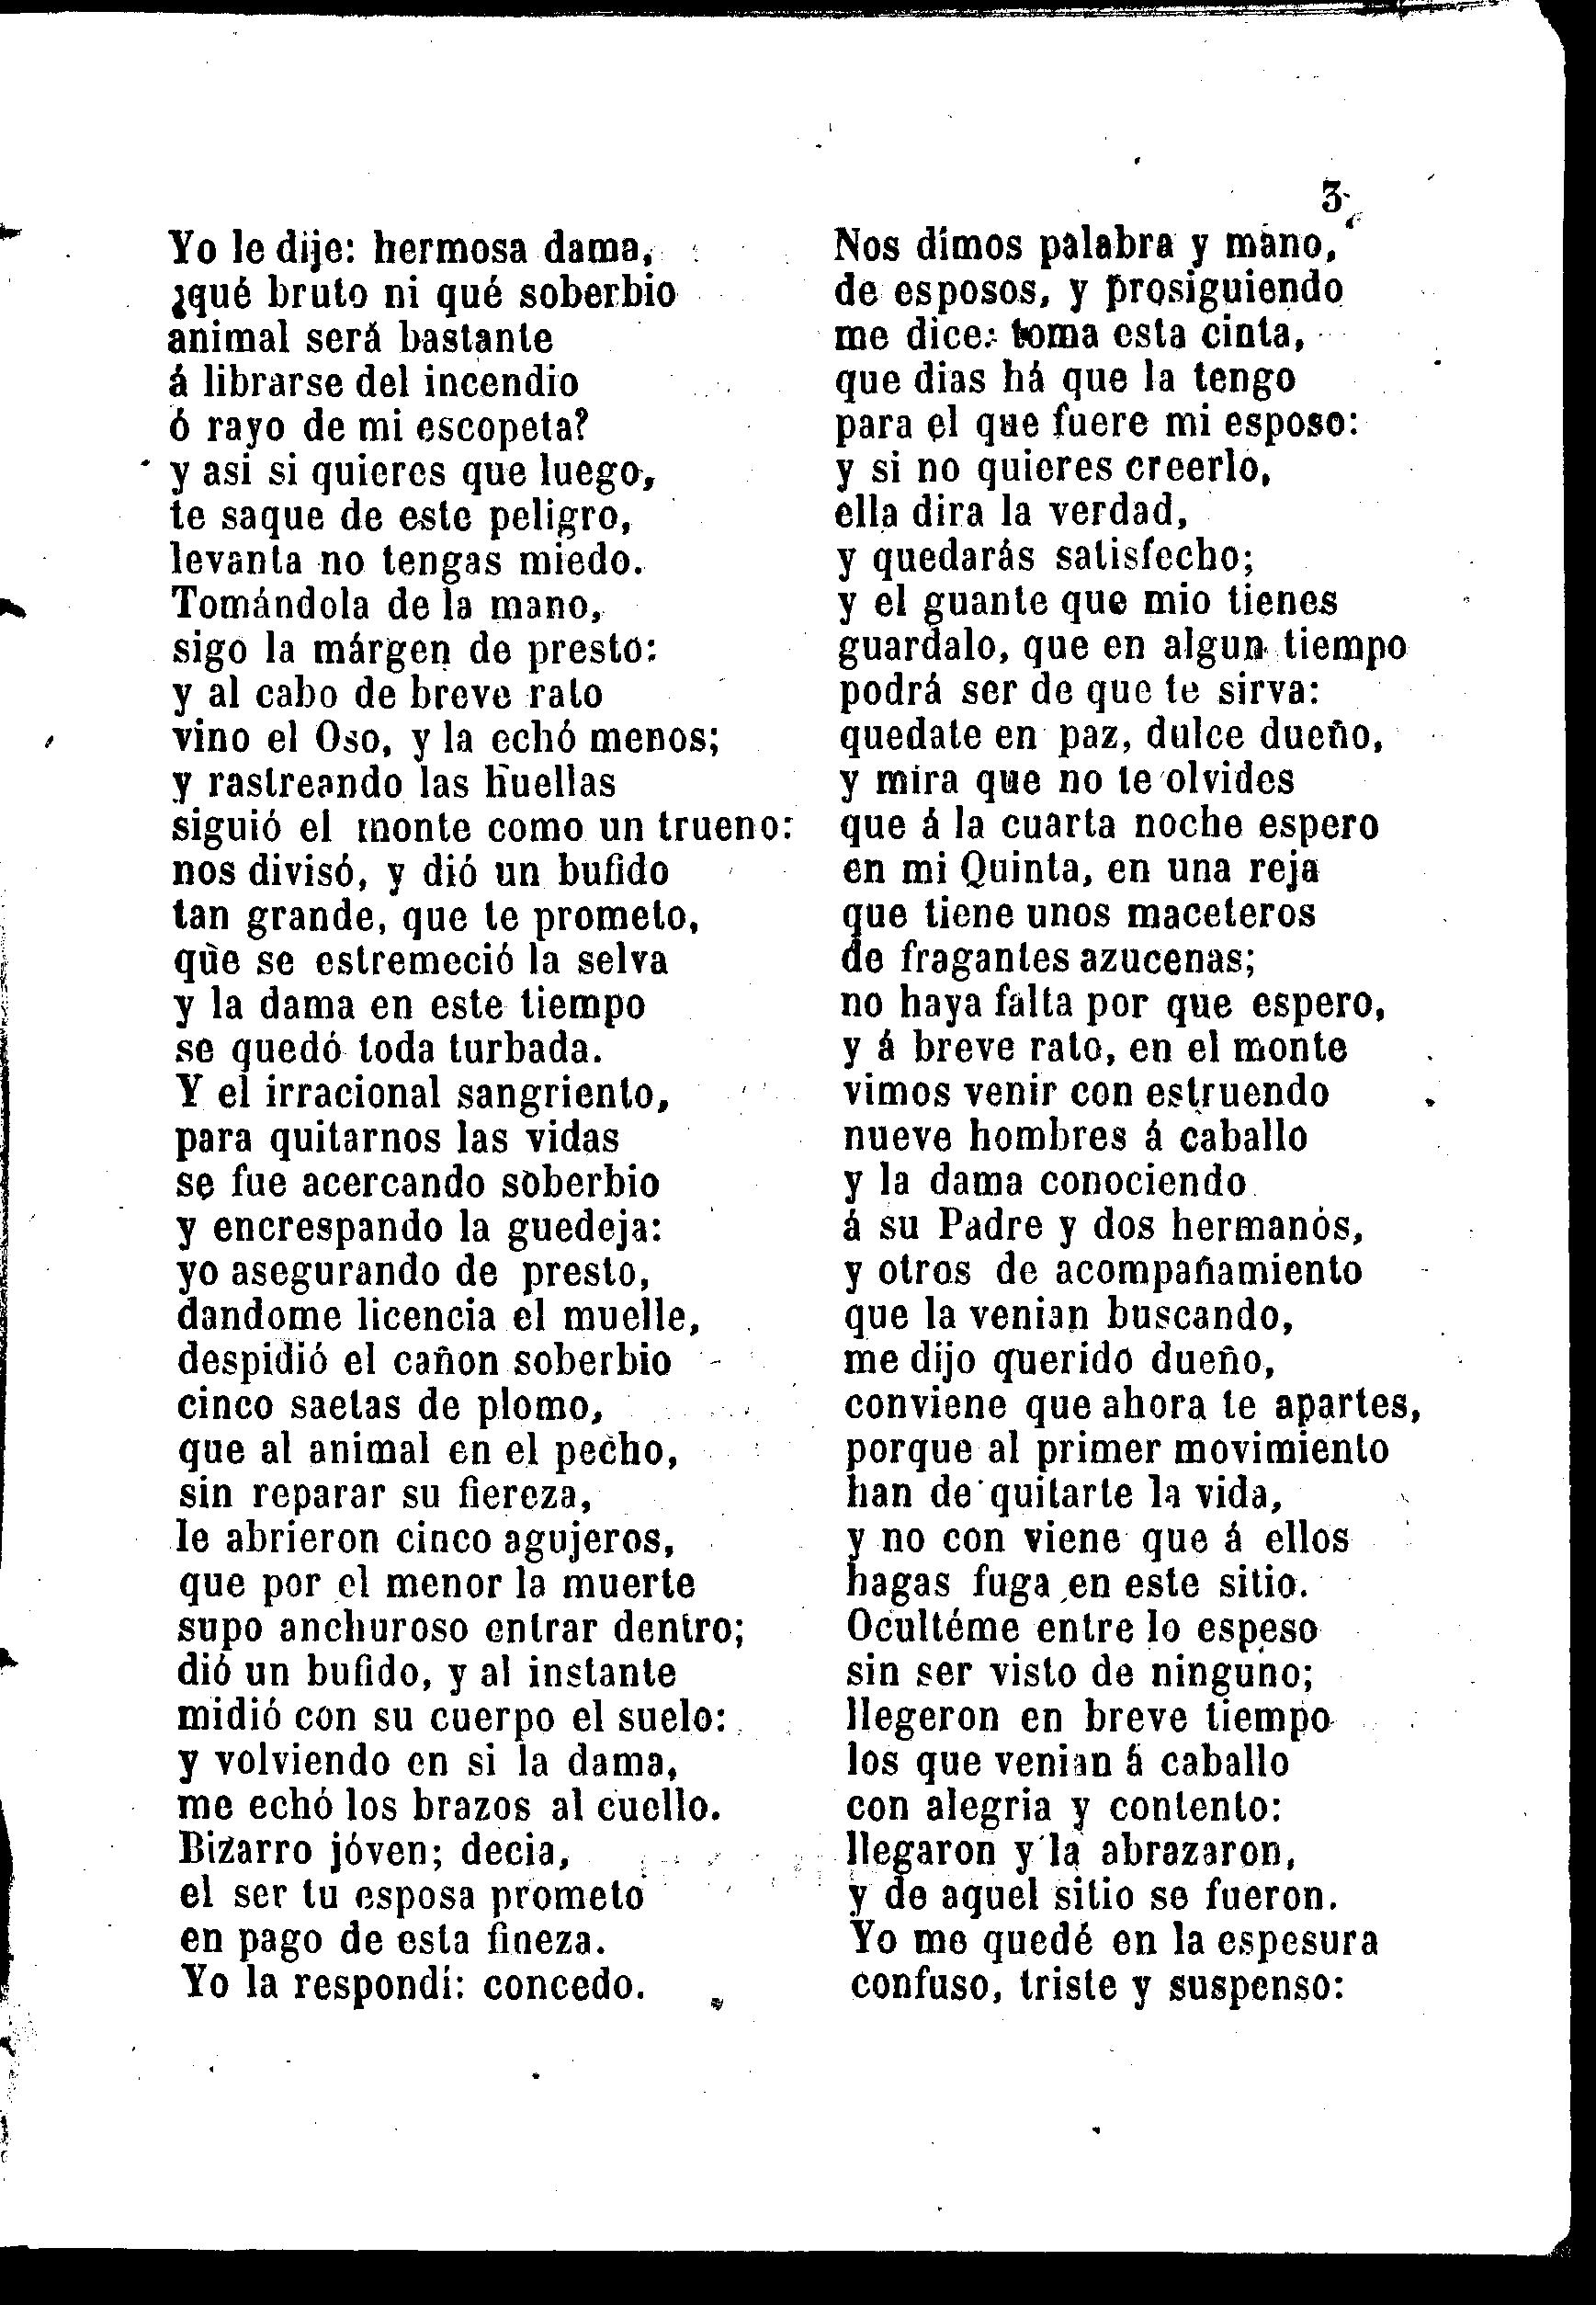 3
Yo le dije: hermosa dama,
¿qué bruto ni qué soberbio
animal será bastante
á librarse del incendio
ó rayo de mi escopeta?
y asi si quieres que luego,
te saque de este peligro,
levanta no tengas miedo.
Tomándola de la mano,
sigo la márgen de presto:
y al cabo de breve rato
vino el Oso, y la echó menos;
y rastreando las huellas
siguió el monte como un trueno:
nos divisó, y dió un bufido
tan grande, que te prometo,
que se estremeció la selva
y la dama en este tiempo
se quedó toda turbada.
Y el irracional sangriento,
para quitarnos las vidas
se fue acercando soberbio
y encrespando la guedeja:
yo asegurando de presto,
dandome licencia el muelle,
despidió el cañon soberbio
cinco saetas de plomo,
que al animal en el pecho,
sin reparar su fiereza,
le abrieron cinco agujeros,
que por el menor la muerte
supo anchuroso entrar dentro;
dió un bufido, y al instante
midió con su cuerpo el suelo:
y volviendo en si la dama,
me echó los brazos al cuello.
Bizarro jóven; decia,
el ser tu esposa prometo
en pago de esta fineza.
Yo la respondí: concedo.
Nos dimos palabra y mano,
de esposos, y prosiguiendo
me dice: toma esta cinta,
que dias há que la tengo
para el que fuere mi esposo:
y si no quieres creerlo,
ella dira la verdad,
y quedarás satisfecho;
y el guante que mio tienes
guardalo, que en algun tiempo
podrá ser de que te sirva:
quedate en paz, dulce dueño,
y mira que no te olvides
que á la cuarta noche espero
en mi Quinta, en una reja
que tiene unos maceteros
de fragantes azucenas;
no haya falta por que espero,
y á breve rato, en el monte
vimos venir con estruendo
nueve hombres á caballo
y la dama conociendo
á su Padre y dos hermanos,
y otros de acompañamiento
que la venian buscando,
me dijo querido dueño,
conviene que ahora te apartes,
porque al primer movimiento
han de quitarte la vida,
y no con viene que á ellos
hagas fuga en este sitio.
Ocultéme entre lo espeso
sin ser visto de ninguno;
llegeron en breve tiempo
los que venian á caballo
con alegria y contento:
llegaron y la abrazaron,
y de aquel sitio se fueron.
Yo me quedé en la espesura
confuso, triste y suspenso: